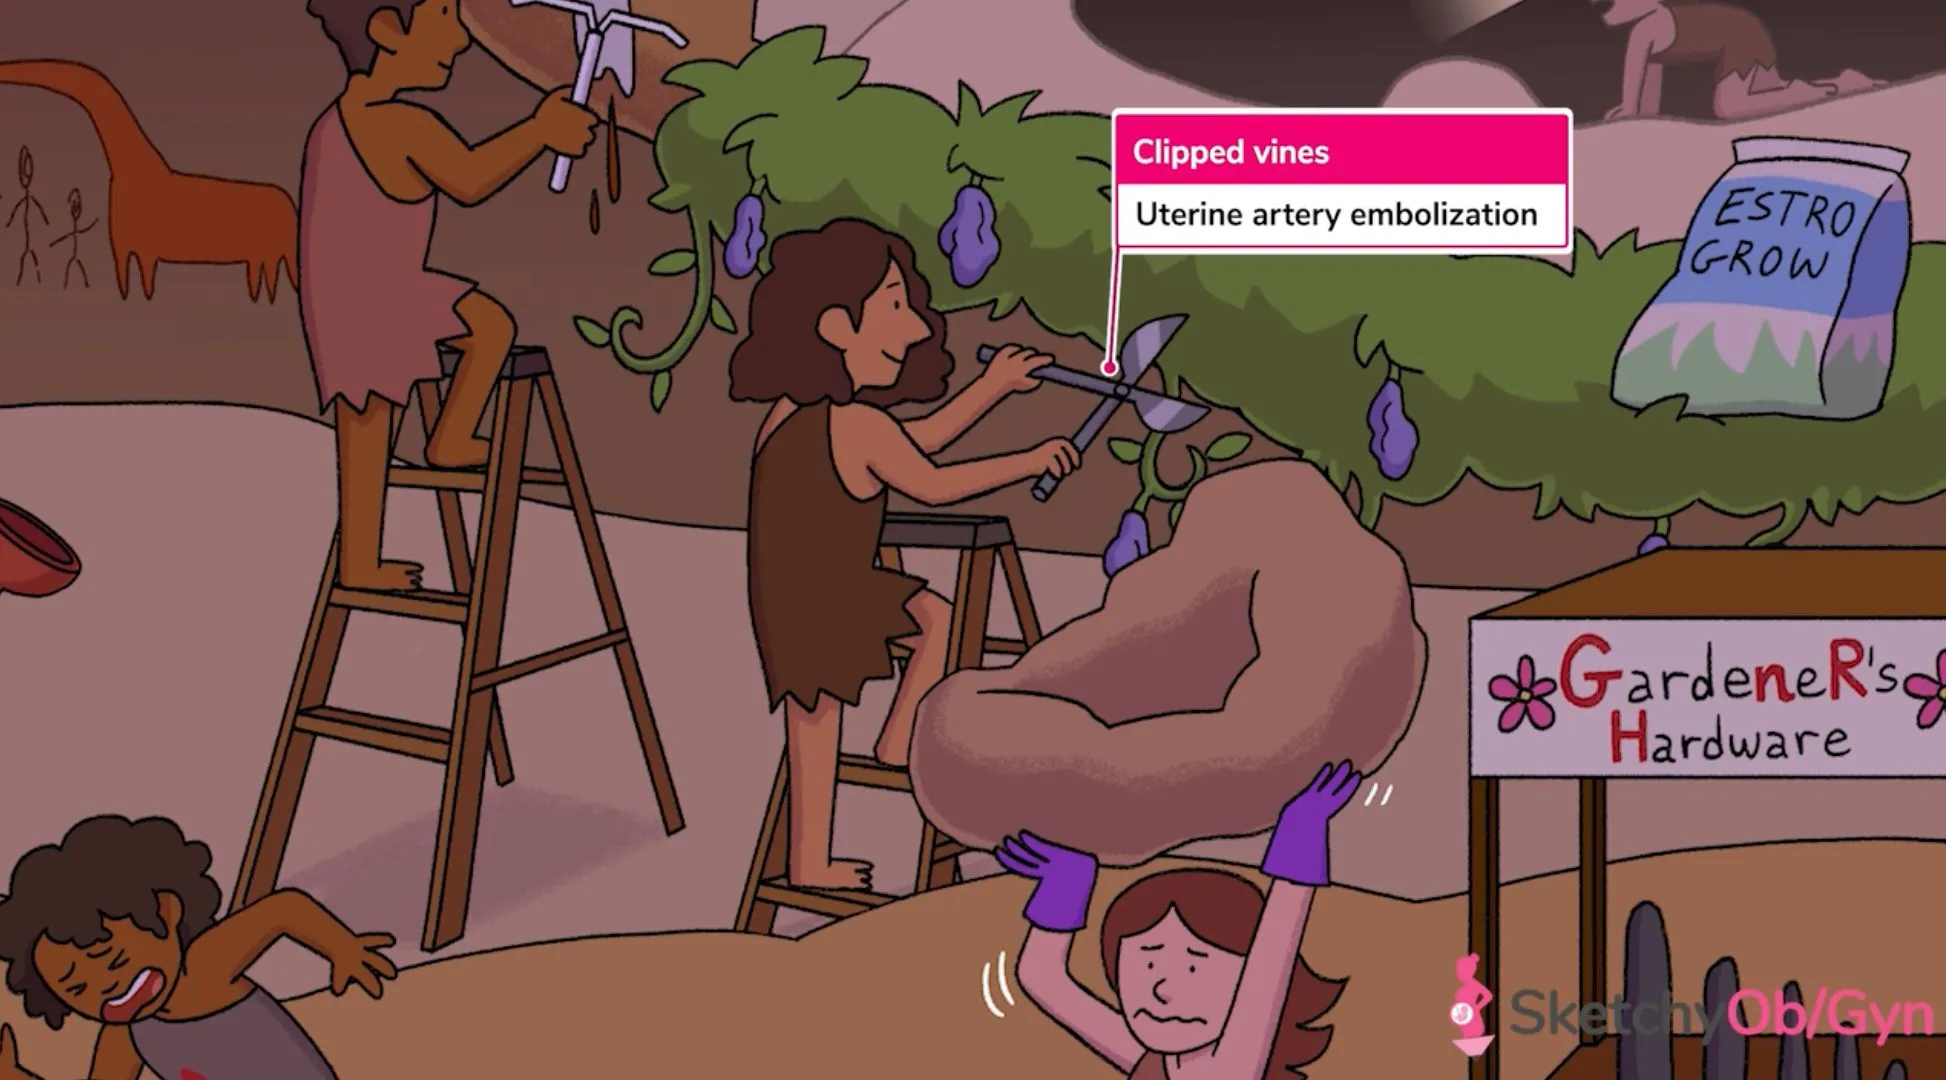 Clipped vines
Uterine artery embolization
ESTRO
GROW
GardeneR's
Hardware
SketchyOb/Gyn